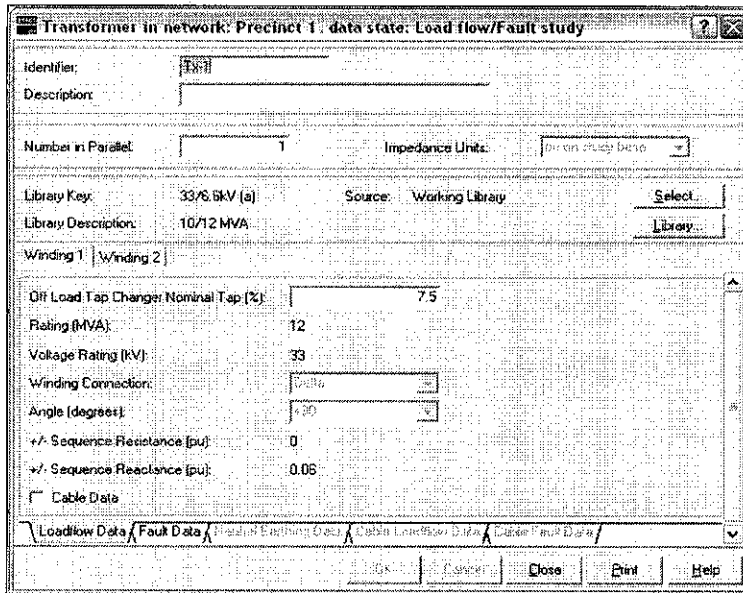 Transformer in network: Precinct 1, data state: Load flow/Fault study
Identifier: TX-1
Description:
Number in Parallel: 1 Impedance Units: pu on study base
Library Key: 33/6.6kV (a) Source: Working Library Select...
Library Description: 10/12 MVA Library...
Winding 1 Winding 2
Off Load Tap Changer Nominal Tap (%): 7.5
Rating (MVA): 12
Voltage Rating (kV): 33
Winding Connection: Delta
Angle (degrees): +30
+/- Sequence Resistance (pu) 0
+/- Sequence Reactance (pu): 0.06
Cable Data
Loadflow Data Fault Data Neutral Earthing Data Cable Loadflow Data Cable Fault Data
OK Cancel Close Print Help